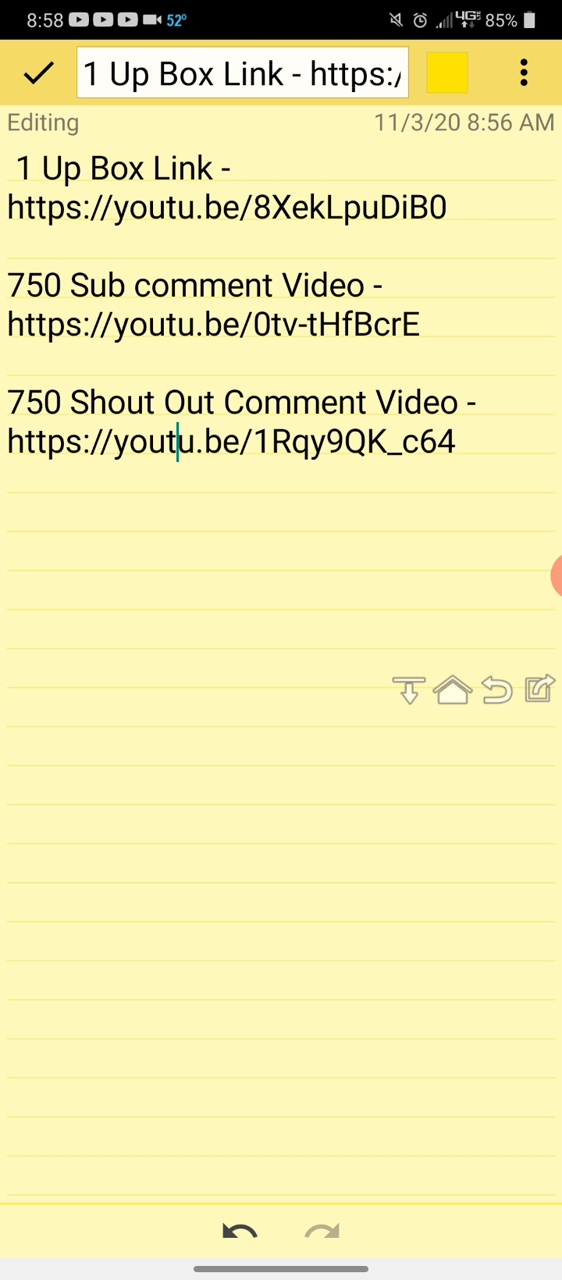 8:58 52° 4G 85%
1 Up Box Link - https:/
Editing 11/3/20 8:56 AM
1 Up Box Link -
https://youtu.be/8XekLpuDiB0
750 Sub comment Video -
https://youtu.be/0tv-tHfBcrE
750 Shout Out Comment Video -
https://youtu.be/1Rqy9QK_c64